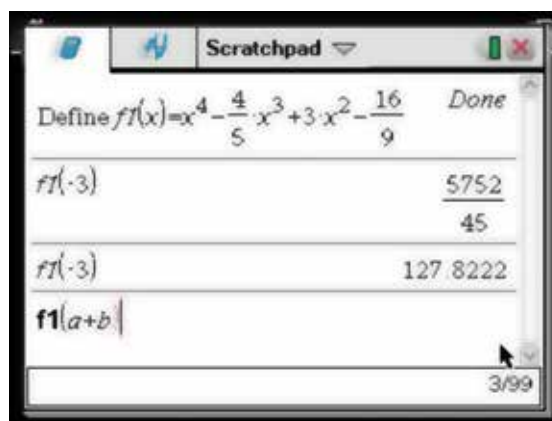 Scratchpad
Define f1(x)=x⁴-4/5·x³+3·x²-16/9 Done
f1(-3) 5752/45
f1(-3) 127.8222
f1(a+b)
3/99